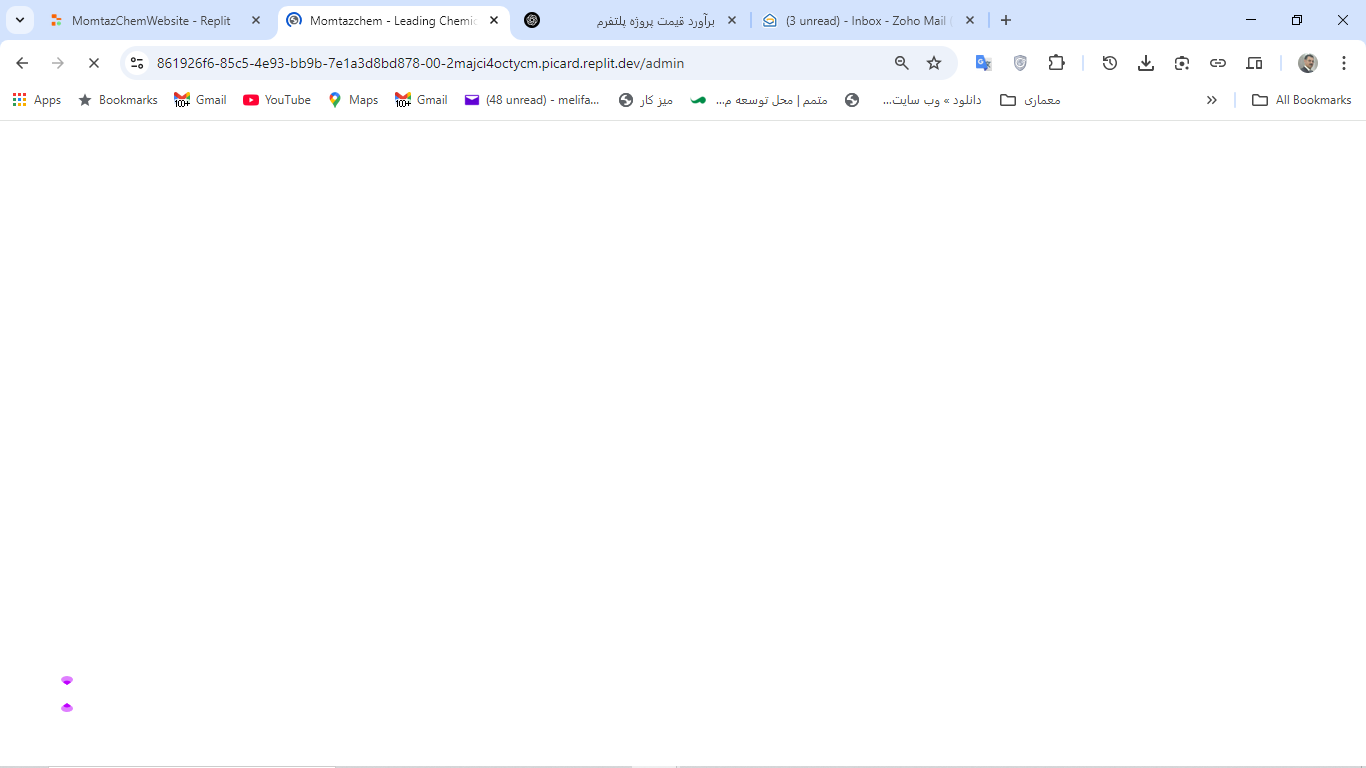 MomtazChemWebsite - Replit
Momtazchem - Leading Chemic
برآورد قیمت پروژه پلتفرم
(3 unread) - Inbox - Zoho Mail (
861926f6-85c5-4e93-bb9b-7e1a3d8bd878-00-2majci4octycm.picard.replit.dev/admin
Apps
Bookmarks
100+
Gmail
YouTube
Maps
100+
Gmail
(48 unread) - melifa...
میز کار
متمم | محل توسعه م...
دانلود » وب سایت...
معماری
»
All Bookmarks